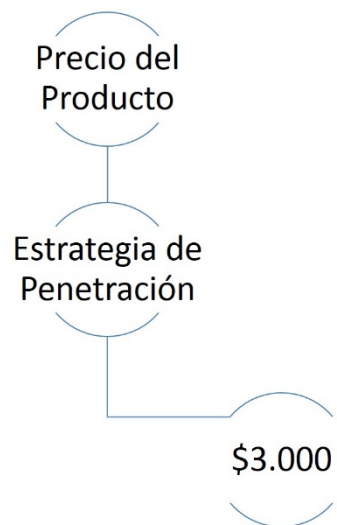 Precio del
Producto
Estrategia de
Penetración
$3.000